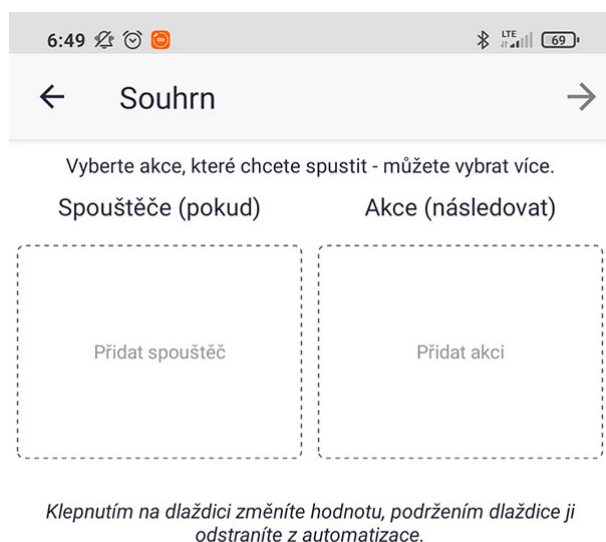 6:49 LTE 69
Souhrn
Vyberte akce, které chcete spustit - můžete vybrat více.
Spouštěče (pokud) Akce (následovat)
Přidat spouštěč Přidat akci
Klepnutím na dlaždici změníte hodnotu, podržením dlaždice ji
odstraníte z automatizace.